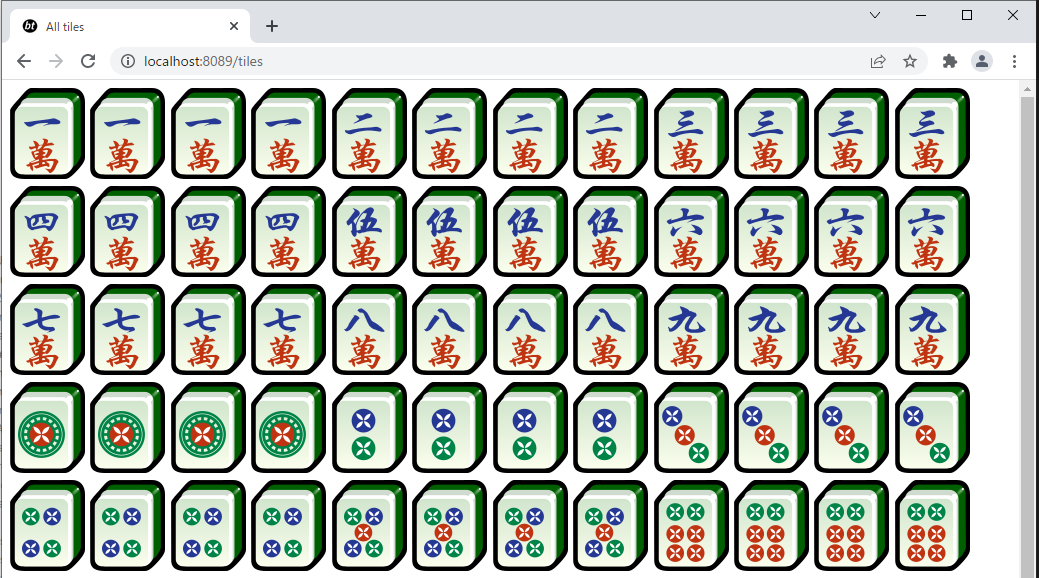 bt All tiles
localhost:8089/tiles
一 一 一 一 二 二 二 二 三 三 三 三
萬 萬 萬 萬 萬 萬 萬 萬 萬 萬 萬 萬
四 四 四 四 伍 伍 伍 伍 六 六 六 六
萬 萬 萬 萬 萬 萬 萬 萬 萬 萬 萬 萬
七 七 七 七 八 八 八 八 九 九 九 九
萬 萬 萬 萬 萬 萬 萬 萬 萬 萬 萬 萬